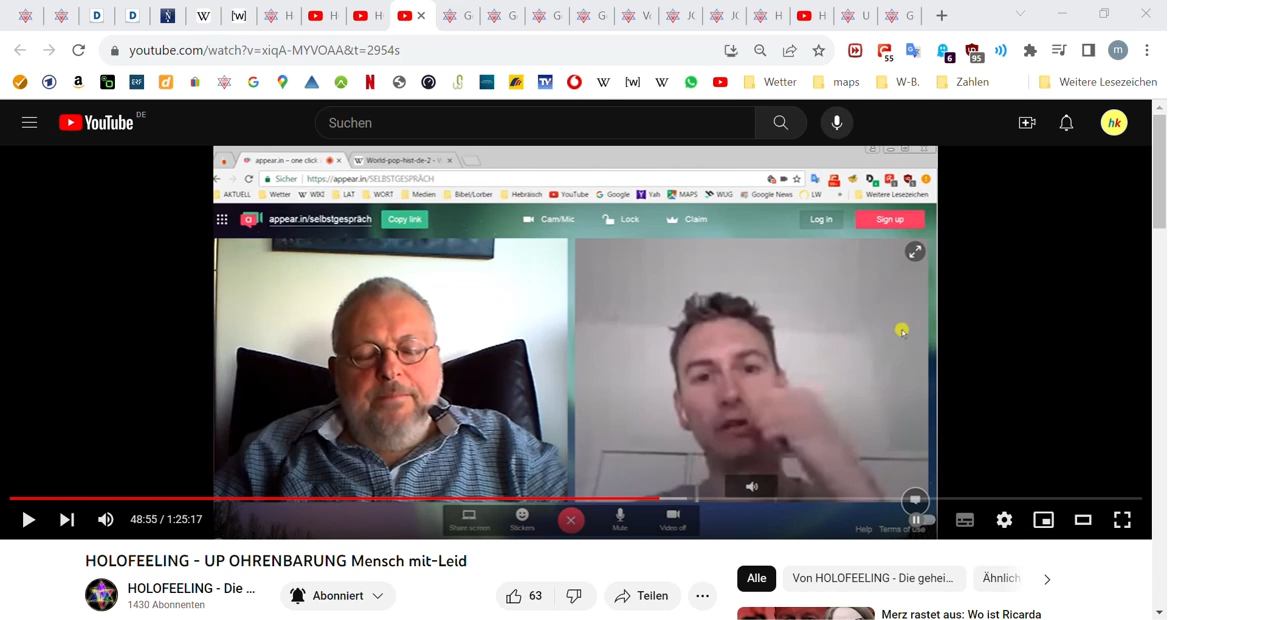 youtube.com/watch?v=xiqA-MYVOAA&t=2954s
55
6
95
m
Wetter
maps
W-B.
Zahlen
Weitere Lesezeichen
YouTube DE
Suchen
hk
appear.in – one click
World-pop-hist-de-2 -
Sicher
https://appear.in/SELBSTGESPRÄCH
AKTUELL
Wetter
WIKI
LAT
WORT
Medien
Bibel/Lorber
Hebräisch
YouTube
Google
Yah
MAPS
WUG
Google News
LW
»
Weitere Lesezeichen
appear.in/selbstgespräch
Copy link
Cam/Mic
Lock
Claim
Log in
Sign up
Share screen
Stickers
Mute
Video off
Help
Terms of use
48:55 / 1:25:17
HOLOFEELING - UP OHRENBARUNG Mensch mit-Leid
HOLOFEELING - Die ...
1430 Abonnenten
Abonniert
63
Teilen
Alle
Von HOLOFEELING - Die gehei...
Ähnlich
Merz rastet aus: Wo ist Ricarda